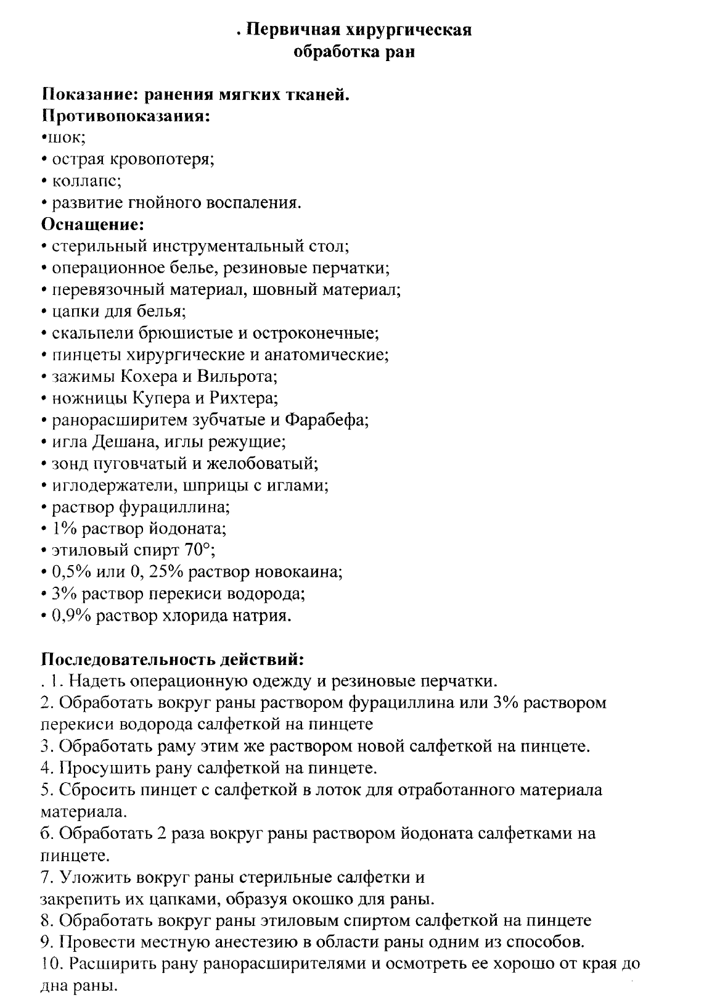 . Первичная хирургическая
обработка ран
Показание: ранения мягких тканей.
Противопоказания:
•шок;
• острая кровопотеря;
• коллапс;
• развитие гнойного воспаления.
Оснащение:
• стерильный инструментальный стол;
• операционное белье, резиновые перчатки;
• перевязочный материал, шовный материал;
• цапки для белья;
• скальпели брюшистые и остроконечные;
• пинцеты хирургические и анатомические;
• зажимы Кохера и Вильрота;
• ножницы Купера и Рихтера;
• ранорасширитем зубчатые и Фарабефа;
• игла Дешана, иглы режущие;
• зонд пуговчатый и желобоватый;
• иглодержатели, шприцы с иглами;
• раствор фурациллина;
• 1% раствор йодоната;
• этиловый спирт 70°;
• 0,5% или 0, 25% раствор новокаина;
• 3% раствор перекиси водорода;
• 0,9% раствор хлорида натрия.
Последовательность действий:
. 1. Надеть операционную одежду и резиновые перчатки.
2. Обработать вокруг раны раствором фурациллина или 3% раствором
перекиси водорода салфеткой на пинцете
3. Обработать раму этим же раствором новой салфеткой на пинцете.
4. Просушить рану салфеткой на пинцете.
5. Сбросить пинцет с салфеткой в лоток для отработанного материала
материала.
б. Обработать 2 раза вокруг раны раствором йодоната салфетками на
пинцете.
7. Уложить вокруг раны стерильные салфетки и
закрепить их цапками, образуя окошко для раны.
8. Обработать вокруг раны этиловым спиртом салфеткой на пинцете
9. Провести местную анестезию в области раны одним из способов.
10. Расширить рану ранорасширителями и осмотреть ее хорошо от края до
дна раны.